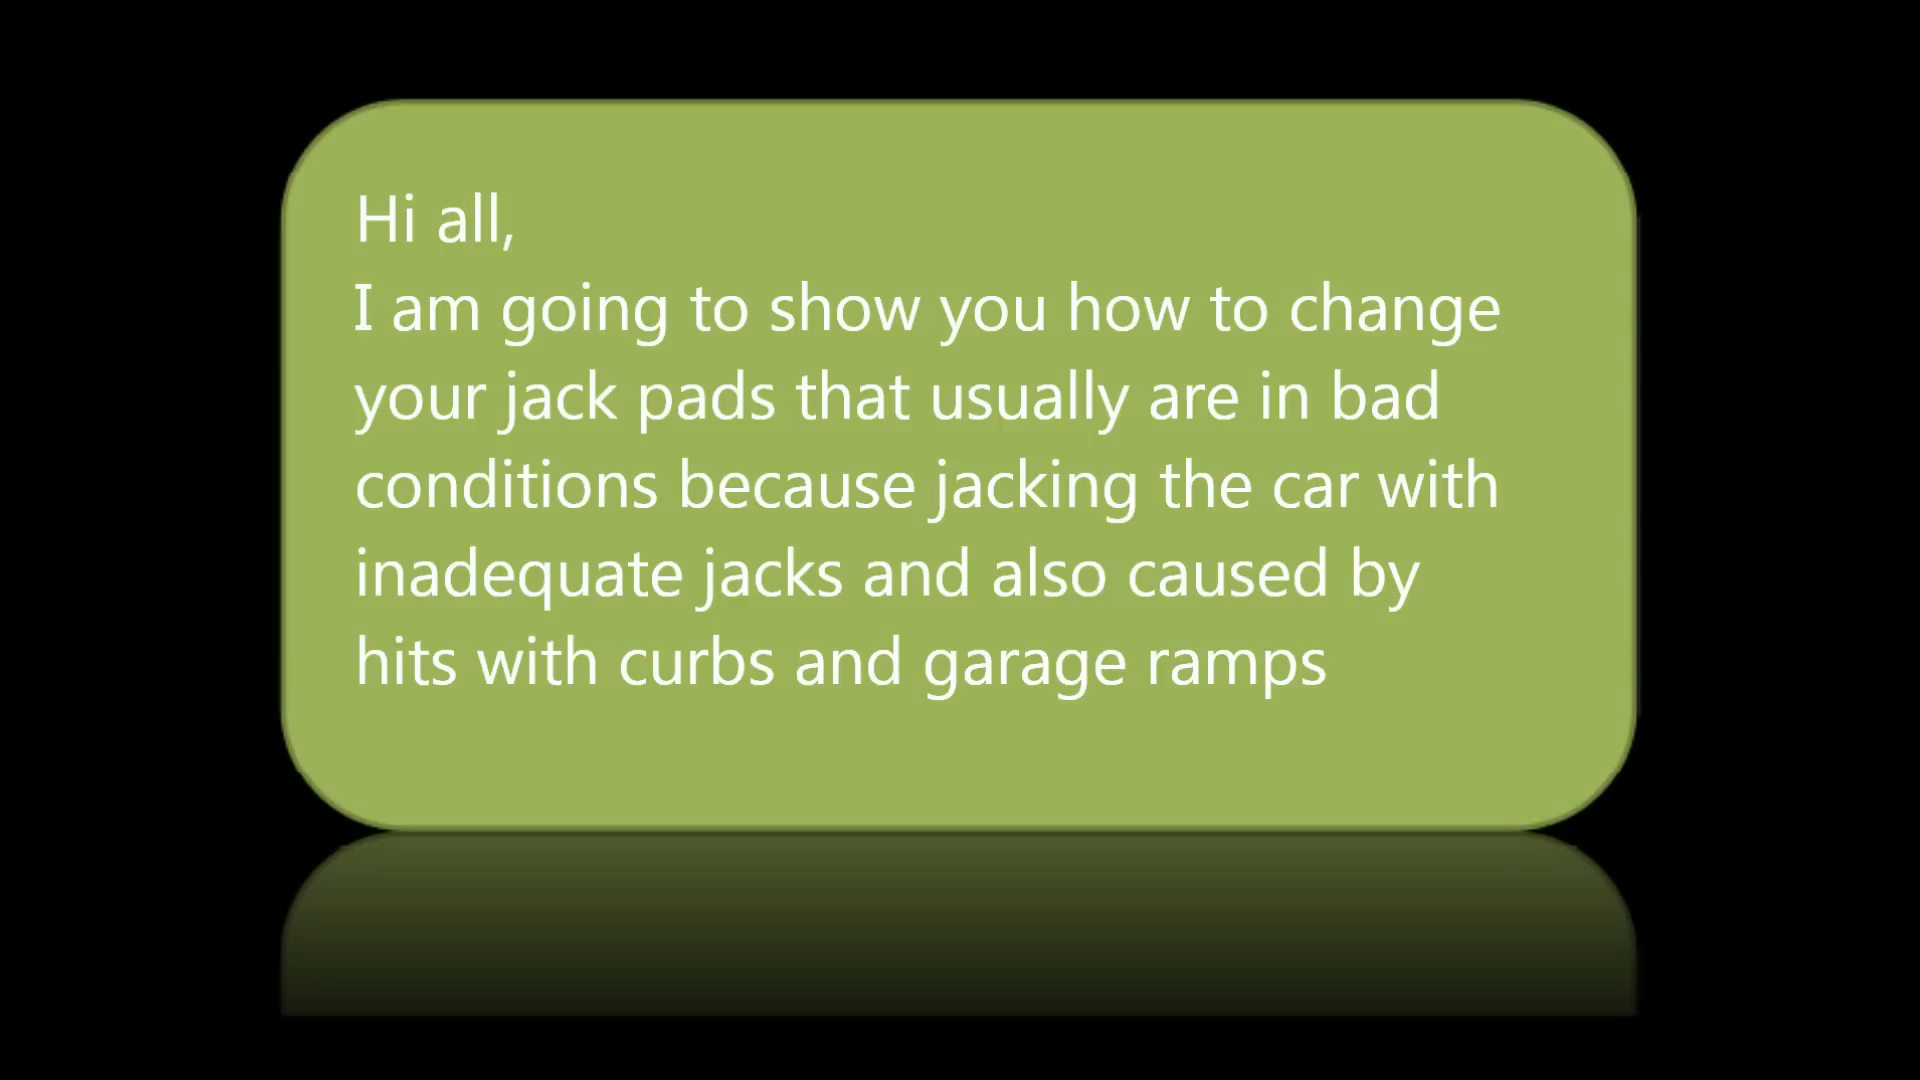 Hi all,
I am going to show you how to change
your jack pads that usually are in bad
conditions because jacking the car with
inadequate jacks and also caused by
hits with curbs and garage ramps